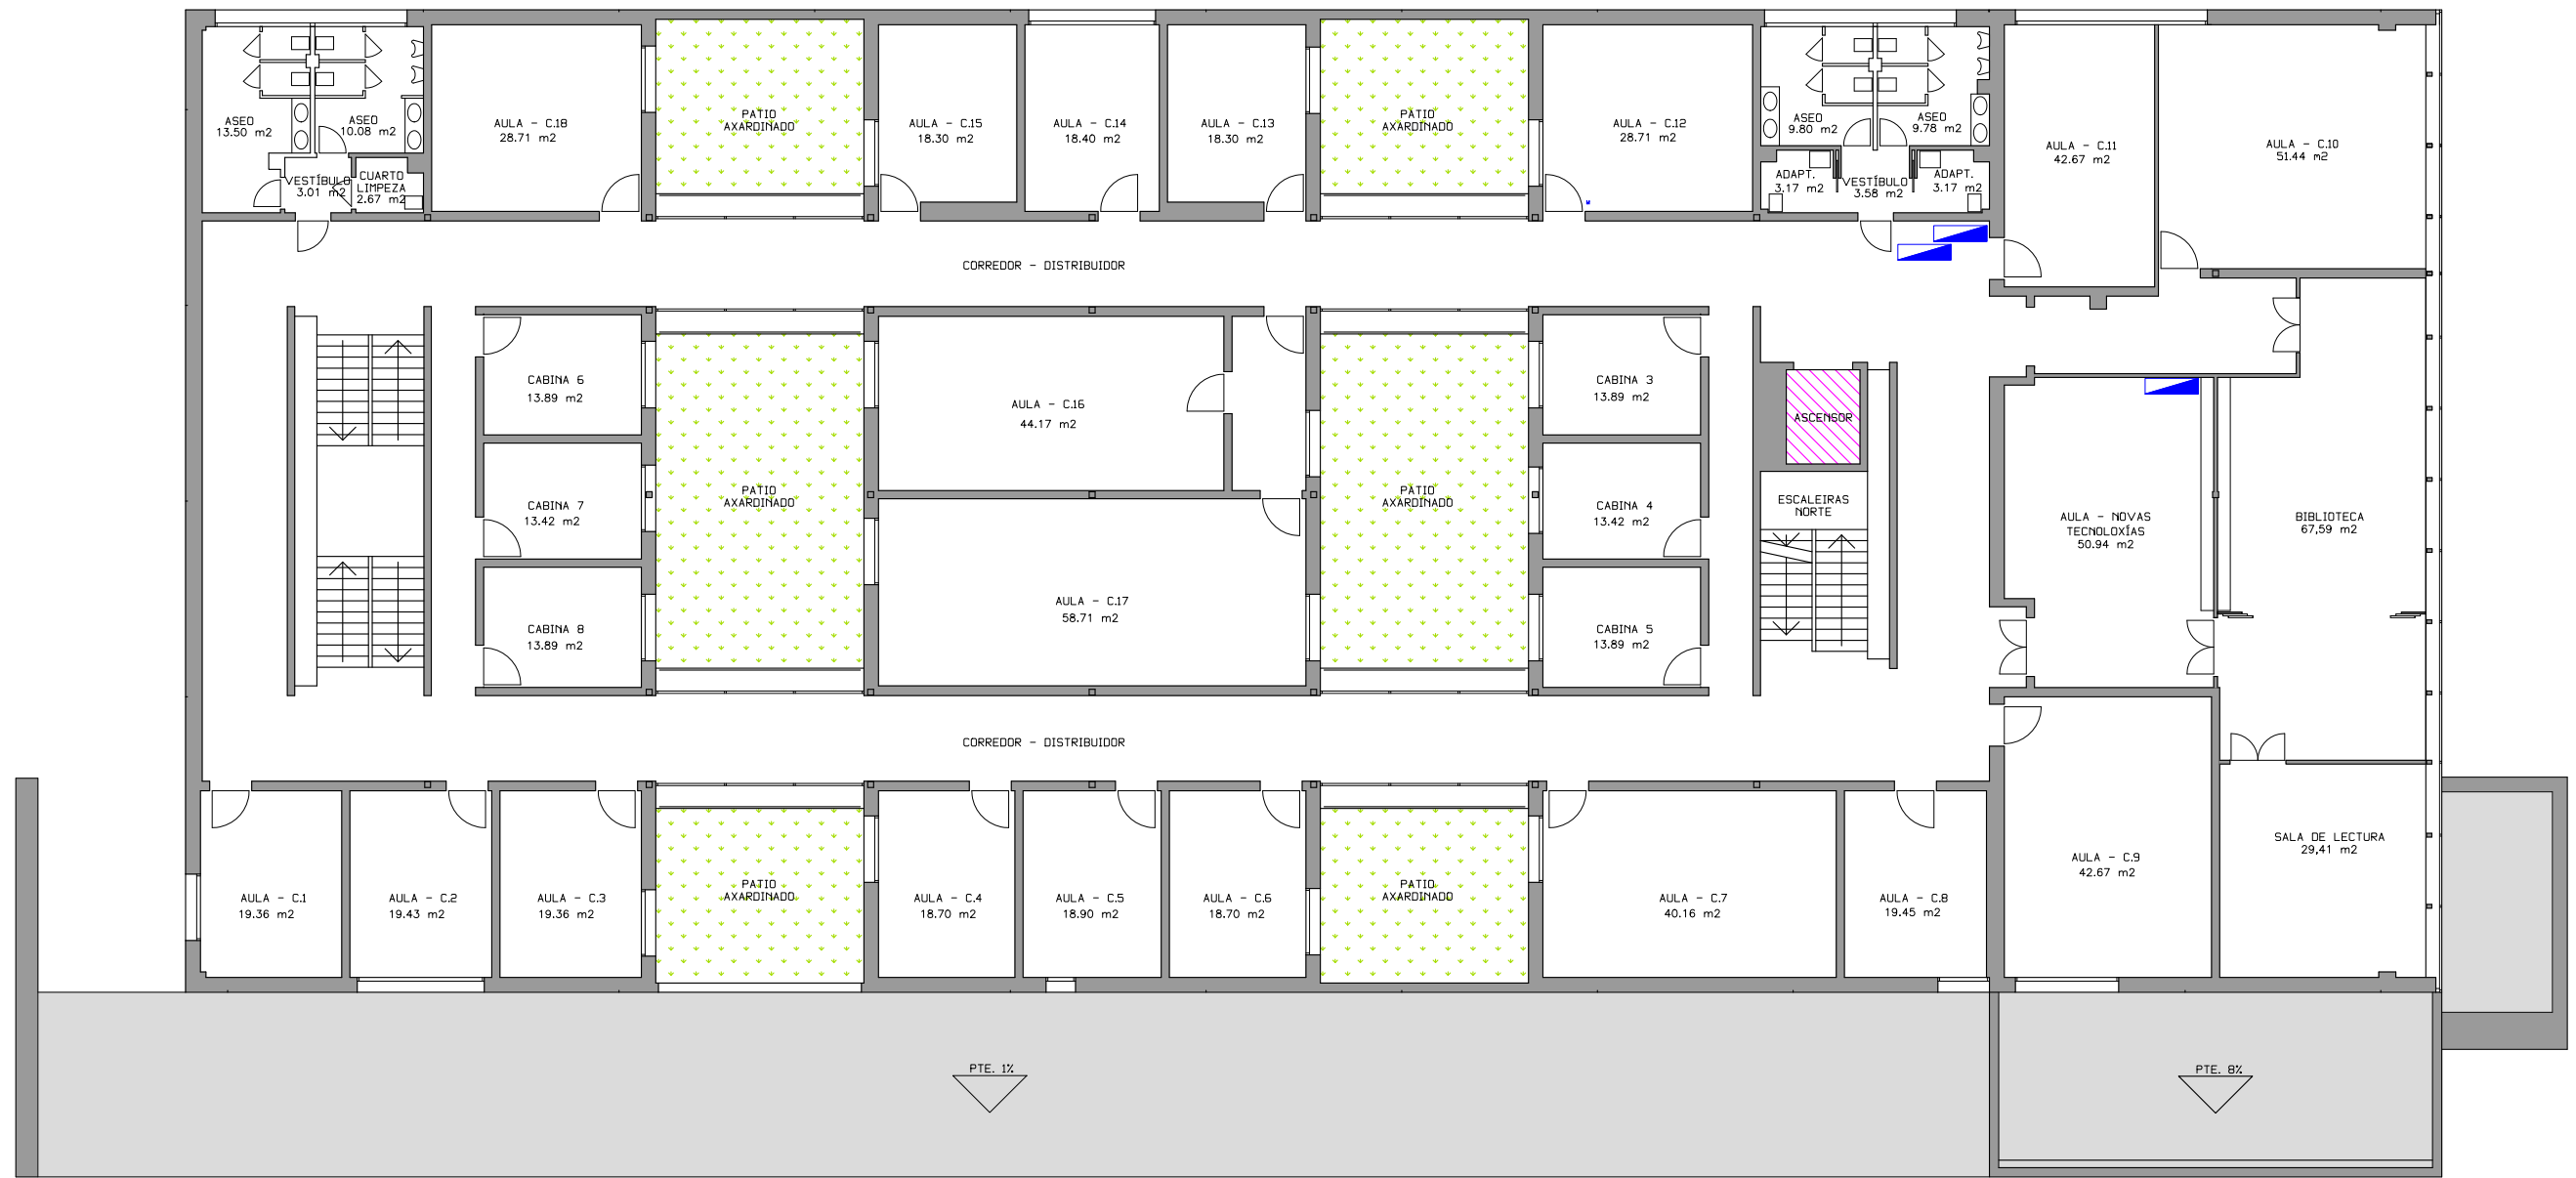 ASEO
13.50 m2
ASEO
10.08 m2
VESTÍBULO
3.01 m2
CUARTO
LIMPEZA
2.67 m2
AULA - C.18
28.71 m2
PATIO
AXARDINADO
AULA - C.15
18.30 m2
AULA - C.14
18.40 m2
AULA - C.13
18.30 m2
PATIO
AXARDINADO
AULA - C.12
28.71 m2
ASEO
9.80 m2
ASEO
9.78 m2
ADAPT.
3.17 m2
VESTÍBULO
3.58 m2
ADAPT.
3.17 m2
AULA - C.11
42.67 m2
AULA - C.10
51.44 m2
CORREDOR - DISTRIBUIDOR
CABINA 6
13.89 m2
CABINA 7
13.42 m2
CABINA 8
13.89 m2
PATIO
AXARDINADO
AULA - C.16
44.17 m2
AULA - C.17
58.71 m2
PATIO
AXARDINADO
CABINA 3
13.89 m2
CABINA 4
13.42 m2
CABINA 5
13.89 m2
ASCENSOR
ESCALEIRAS
NORTE
AULA - NOVAS
TECNOLOXÍAS
50.94 m2
BIBLIOTECA
67,59 m2
CORREDOR - DISTRIBUIDOR
AULA - C.1
19.36 m2
AULA - C.2
19.43 m2
AULA - C.3
19.36 m2
PATIO
AXARDINADO
AULA - C.4
18.70 m2
AULA - C.5
18.90 m2
AULA - C.6
18.70 m2
PATIO
AXARDINADO
AULA - C.7
40.16 m2
AULA - C.8
19.45 m2
AULA - C.9
42.67 m2
SALA DE LECTURA
29,41 m2
PTE. 1%
PTE. 8%